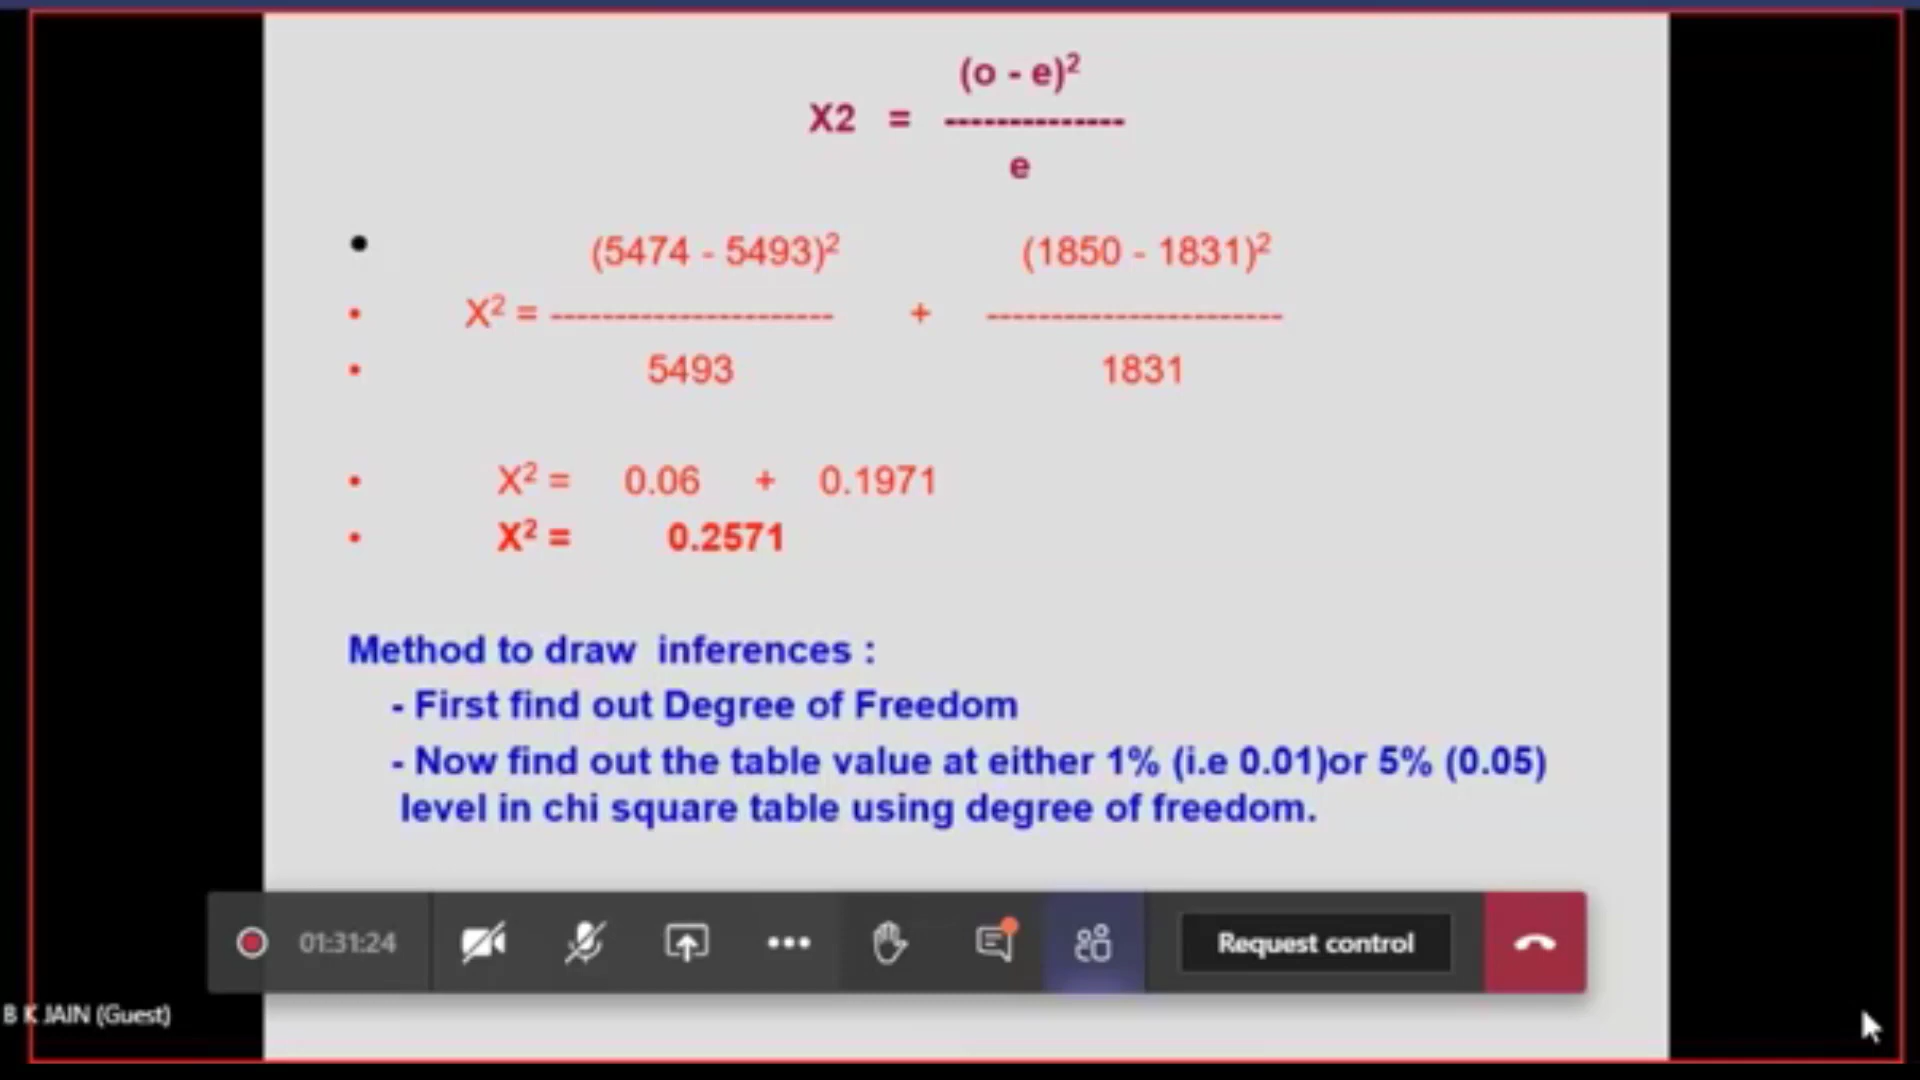 (o - e)²
X2 = --------------
e
• (5474 - 5493)² (1850 - 1831)²
• X² = ---------------------- + -----------------------
• 5493 1831
• X² = 0.06 + 0.1971
• X² = 0.2571
Method to draw inferences :
- First find out Degree of Freedom
- Now find out the table value at either 1% (i.e 0.01)or 5% (0.05)
level in chi square table using degree of freedom.
01:31:24 Request control
B K JAIN (Guest)